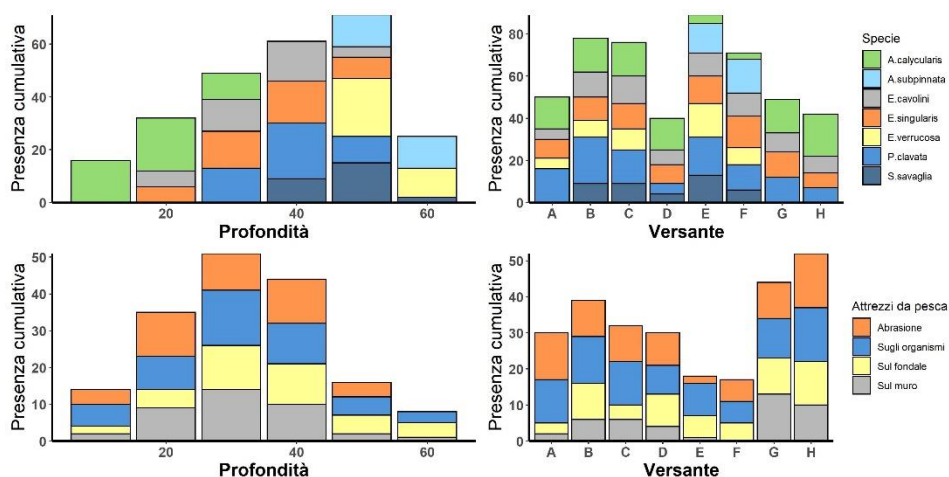 Presenza cumulativa
60
40
20
0
20
40
60
Profondità
Presenza cumulativa
80
60
40
20
0
A
B
C
D
E
F
G
H
Versante
Specie
A.calycularis
A.subpinnata
E.cavolini
E.singularis
E.verrucosa
P.clavata
S.savaglia
Presenza cumulativa
50
40
30
20
10
0
20
40
60
Profondità
Presenza cumulativa
50
40
30
20
10
0
A
B
C
D
E
F
G
H
Versante
Attrezzi da pesca
Abrasione
Sugli organismi
Sul fondale
Sul muro